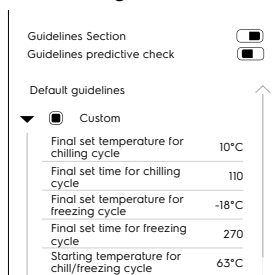 Guidelines Section
Guidelines predictive check
Default guidelines
Custom
Final set temperature for
chilling cycle
10°C
Final set time for chilling
cycle
110
Final set temperature for
freezing cycle
-18°C
Final set time for freezing
cycle
270
Starting temperature for
chill/freezing cycle
63°C